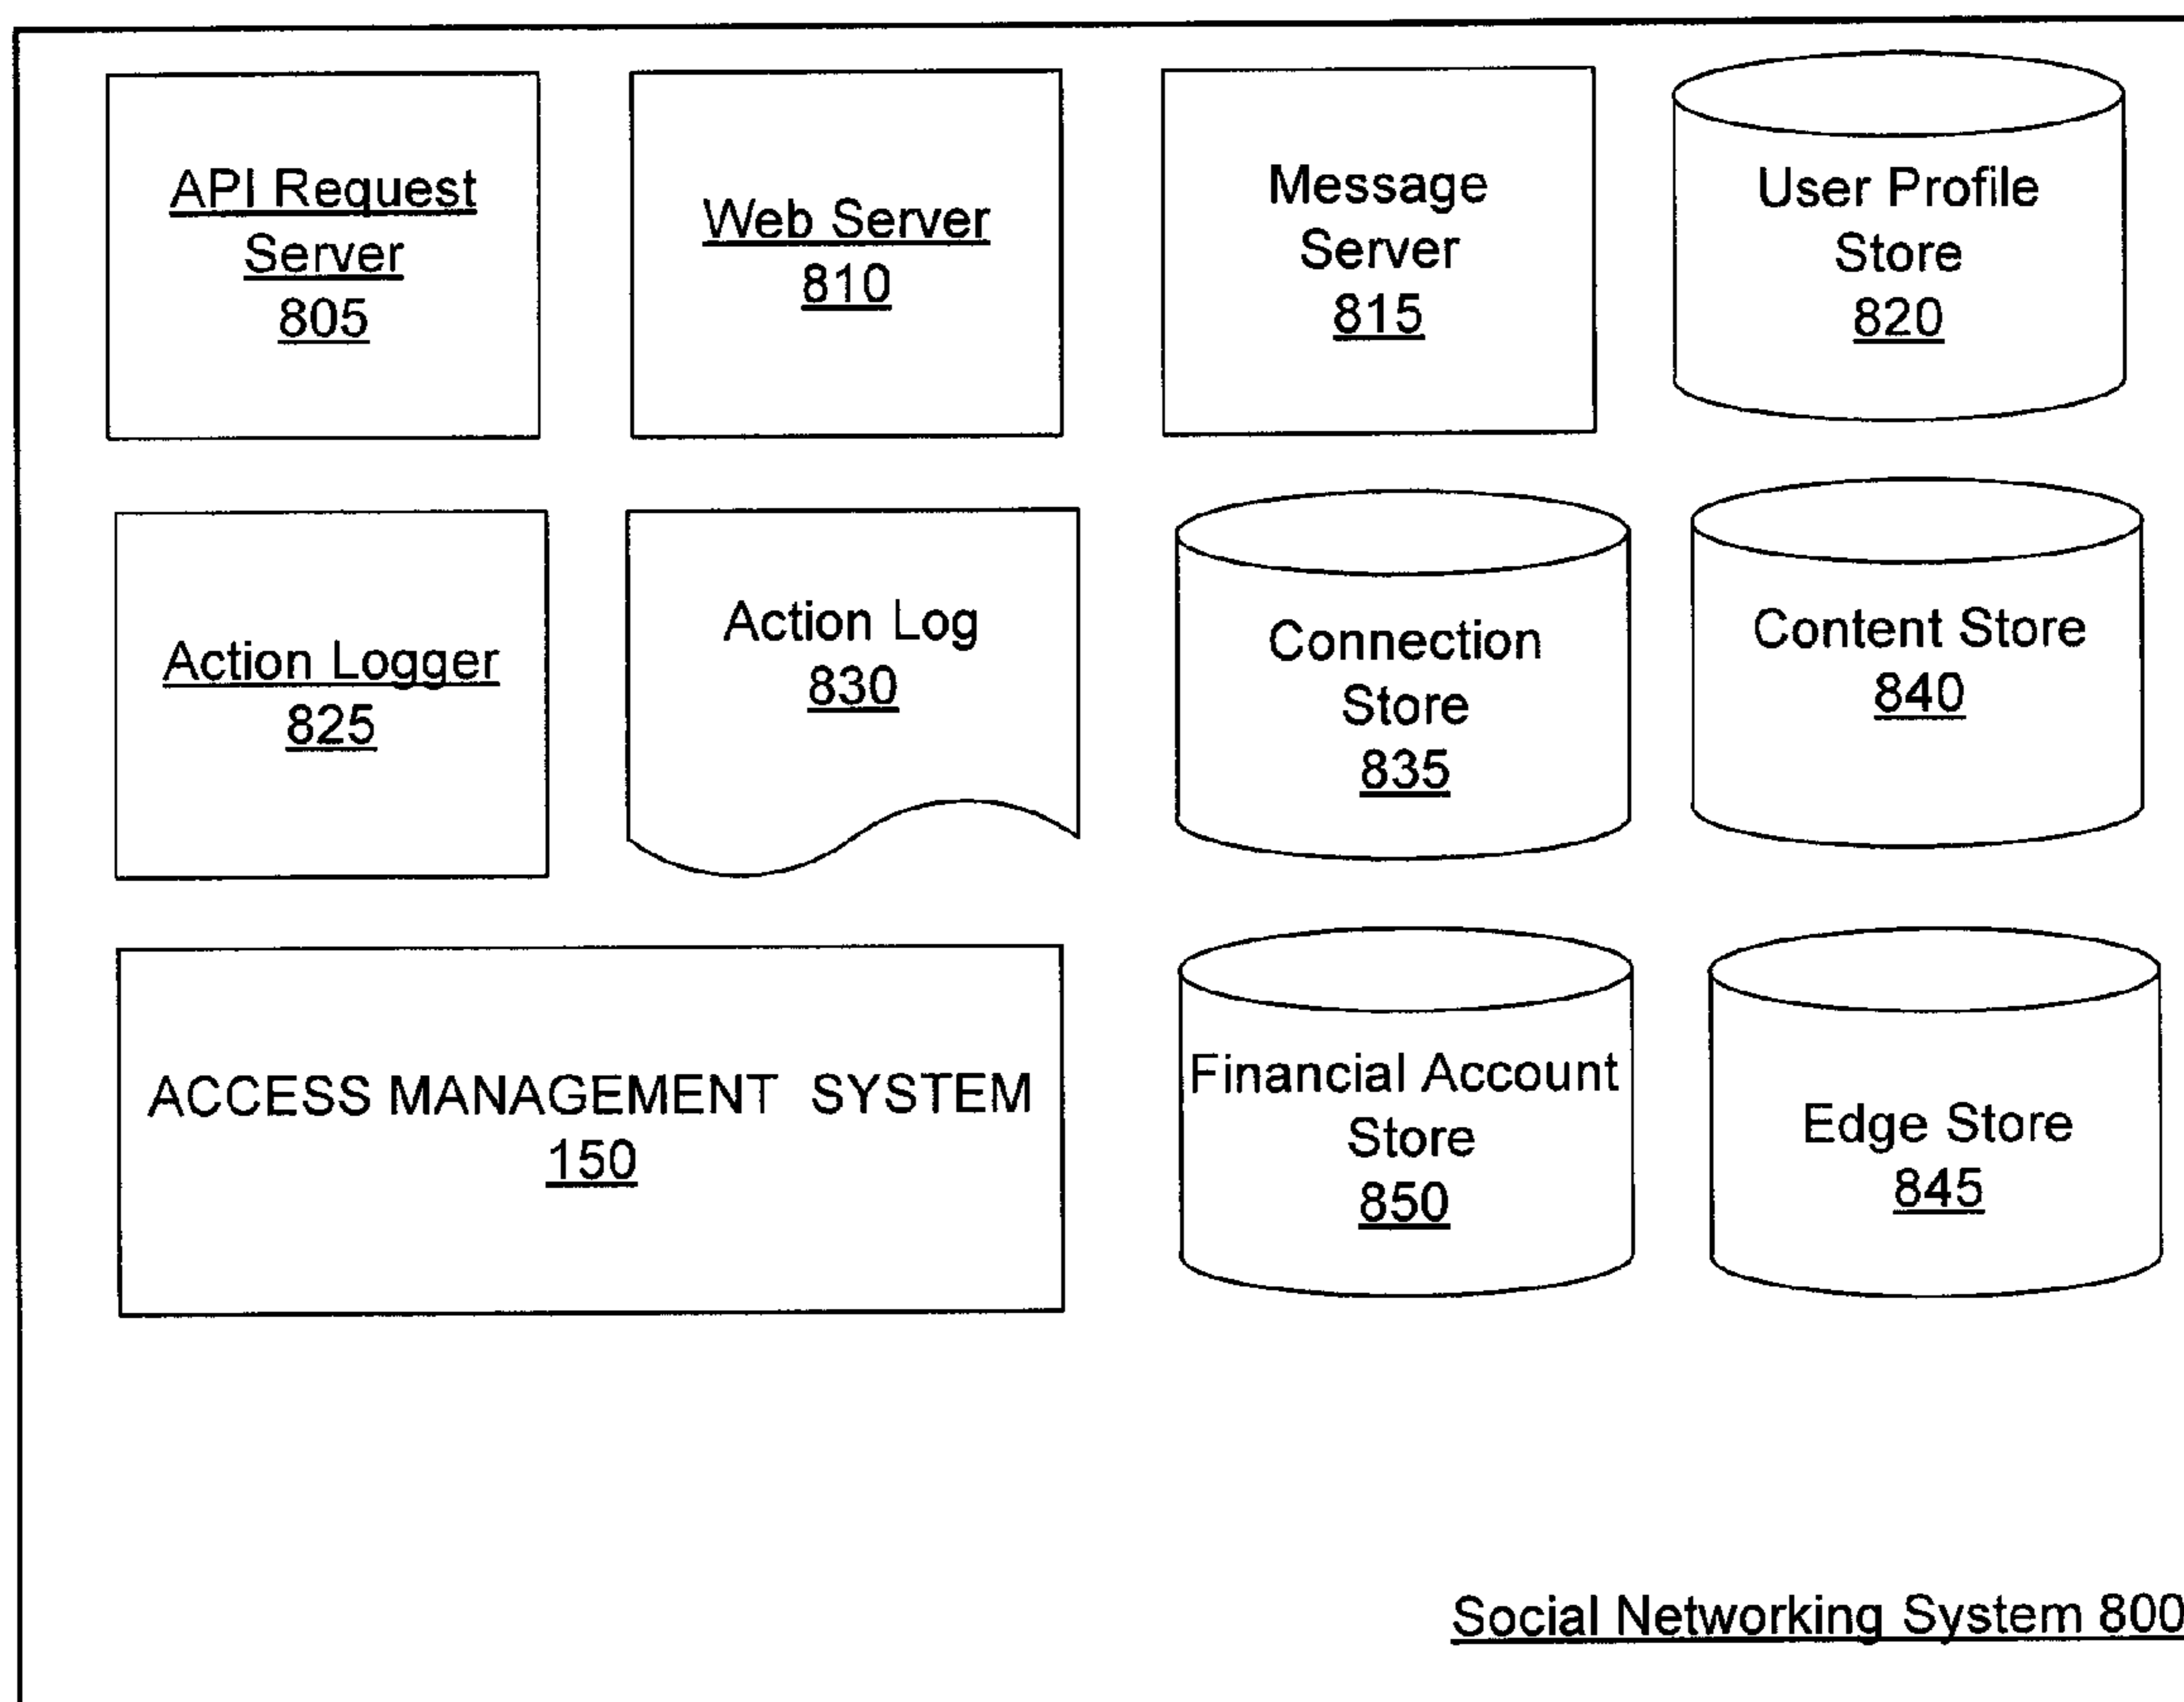 API Request
Server
805
Web Server
810
Message
Server
815
User Profile
Store
820
Action Logger
825
Action Log
830
Connection
Store
835
Content Store
840
ACCESS MANAGEMENT SYSTEM
150
Financial Account
Store
850
Edge Store
845
Social Networking System 800